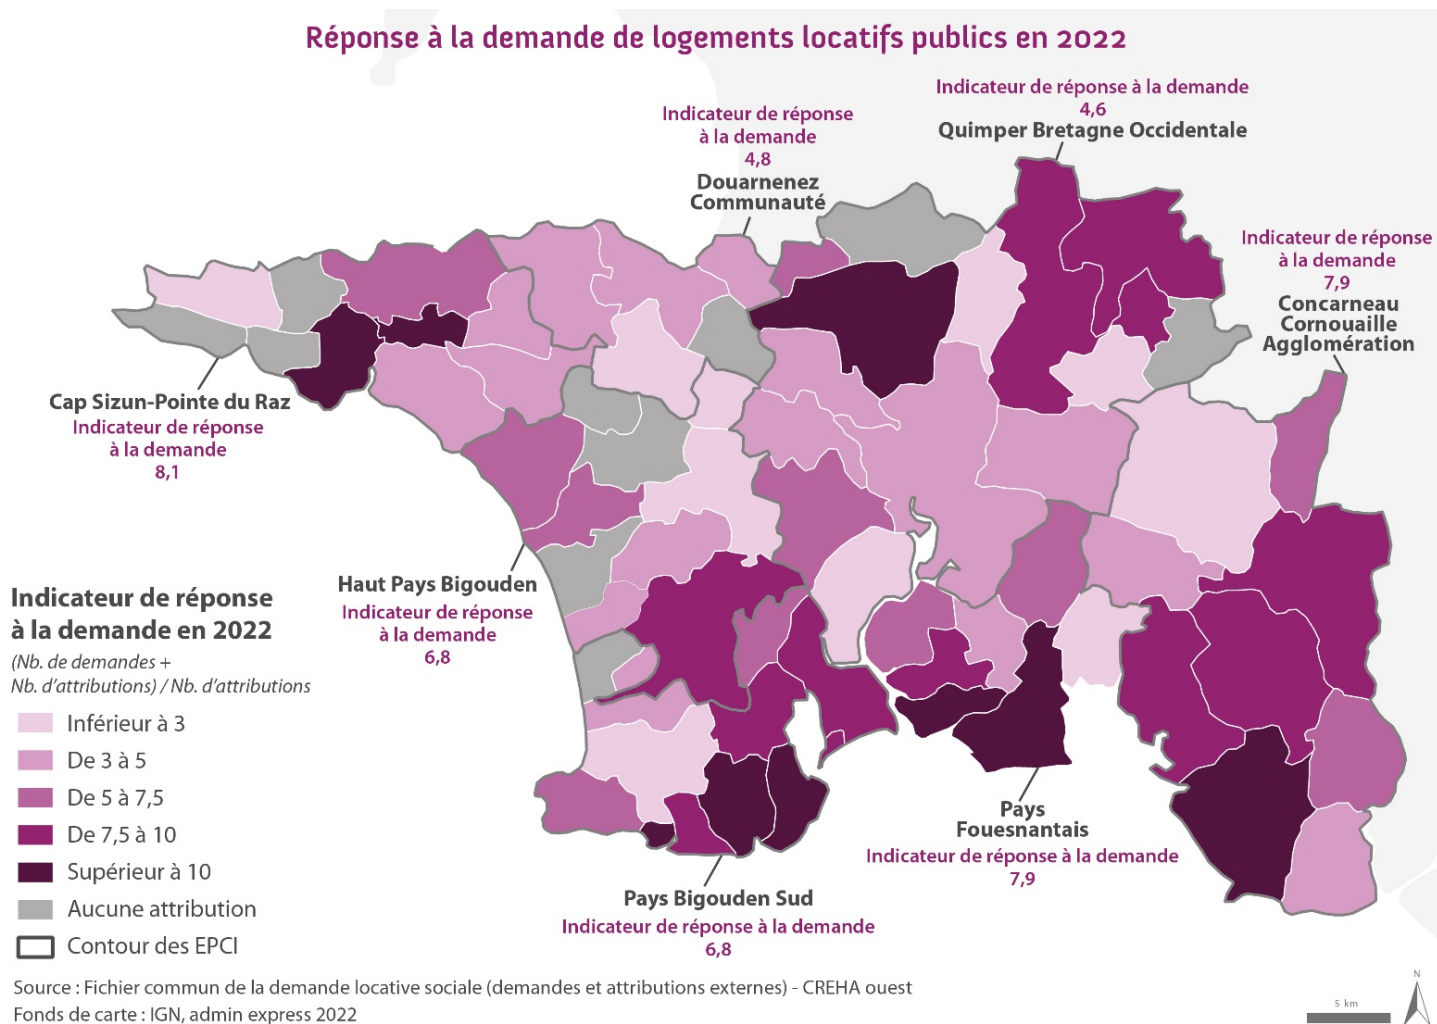 Réponse à la demande de logements locatifs publics en 2022
Indicateur de réponse à la demande
4,6
Quimper Bretagne Occidentale
Indicateur de réponse
à la demande
4,8
Douarnenez
Communauté
Indicateur de réponse
à la demande
7,9
Concarneau
Cornouaille
Agglomération
Cap Sizun-Pointe du Raz
Indicateur de réponse
à la demande
8,1
Haut Pays Bigouden
Indicateur de réponse
à la demande
6,8
Pays
Fouesnantais
Indicateur de réponse à la demande
7,9
Pays Bigouden Sud
Indicateur de réponse à la demande
6,8
Indicateur de réponse
à la demande en 2022
(Nb. de demandes +
Nb. d'attributions) / Nb. d'attributions
Inférieur à 3
De 3 à 5
De 5 à 7,5
De 7,5 à 10
Supérieur à 10
Aucune attribution
Contour des EPCI
Source : Fichier commun de la demande locative sociale (demandes et attributions externes) - CREHA ouest
Fonds de carte : IGN, admin express 2022
5 km
N